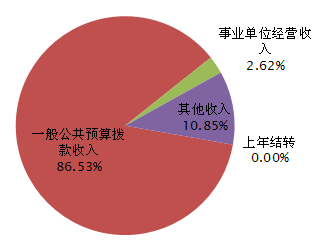 事业单位经营收
入
2.62%
其他收入
10.85%
上年结转
0.00%
一般公共预算拨
款收入
86.53%